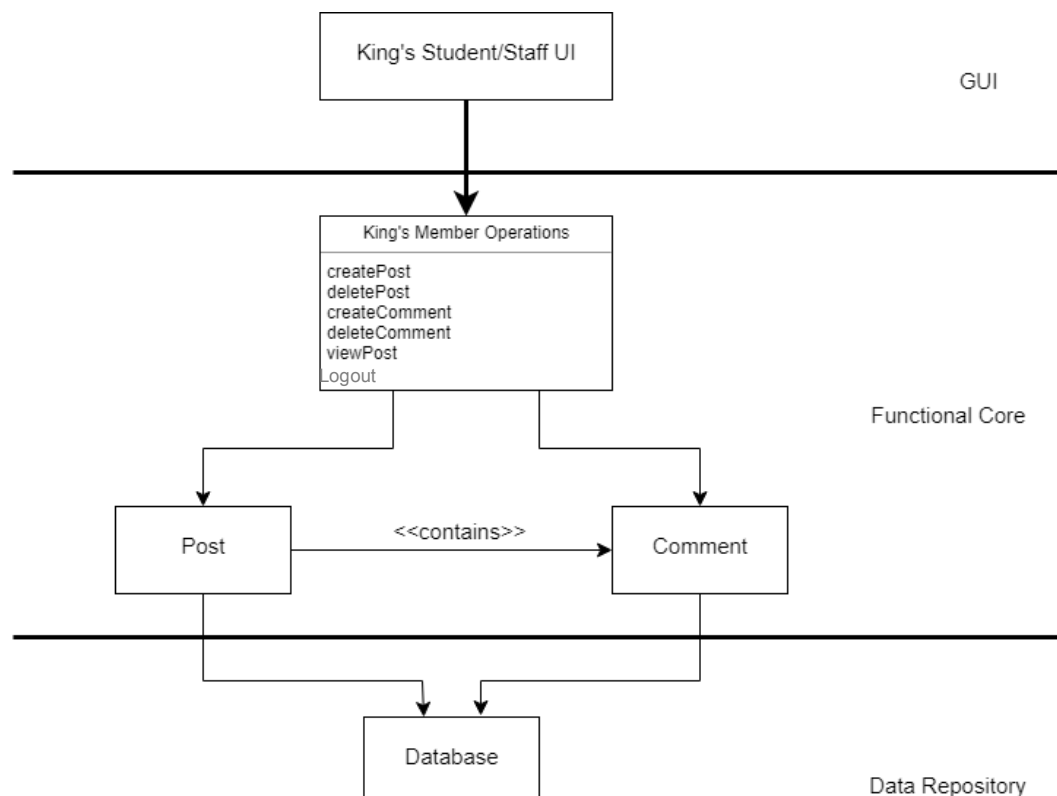 King's Student/Staff UI
GUI
King's Member Operations
createPost
deletePost
createComment
deleteComment
viewPost
Logout
Functional Core
<<contains>>
Post
Comment
Database
Data Repository